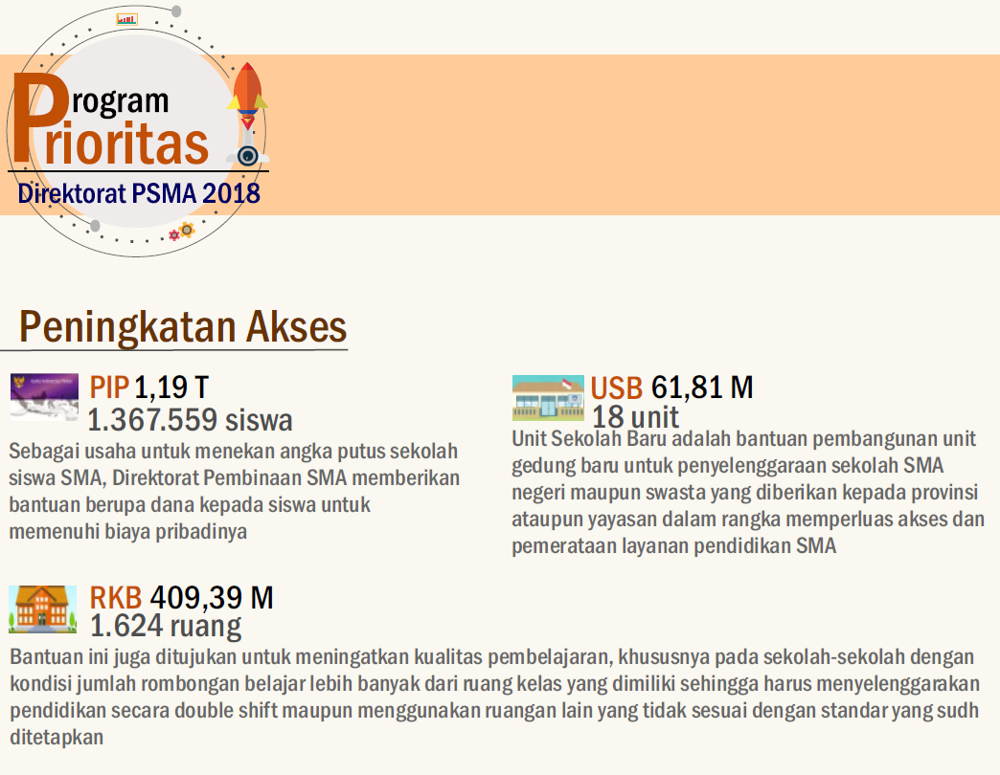 Program
Prioritas
Direktorat PSMA 2018
Peningkatan Akses
PIP 1,19 T
1.367.559 siswa
Sebagai usaha untuk menekan angka putus sekolah
siswa SMA, Direktorat Pembinaan SMA memberikan
bantuan berupa dana kepada siswa untuk
memenuhi biaya pribadinya
USB 61,81 M
18 unit
Unit Sekolah Baru adalah bantuan pembangunan unit
gedung baru untuk penyelenggaraan sekolah SMA
negeri maupun swasta yang diberikan kepada provinsi
ataupun yayasan dalam rangka memperluas akses dan
pemerataan layanan pendidikan SMA
RKB 409,39 M
1.624 ruang
Bantuan ini juga ditujukan untuk meningatkan kualitas pembelajaran, khususnya pada sekolah-sekolah dengan
kondisi jumlah rombongan belajar lebih banyak dari ruang kelas yang dimiliki sehingga harus menyelenggarakan
pendidikan secara double shift maupun menggunakan ruangan lain yang tidak sesuai dengan standar yang sudh
ditetapkan